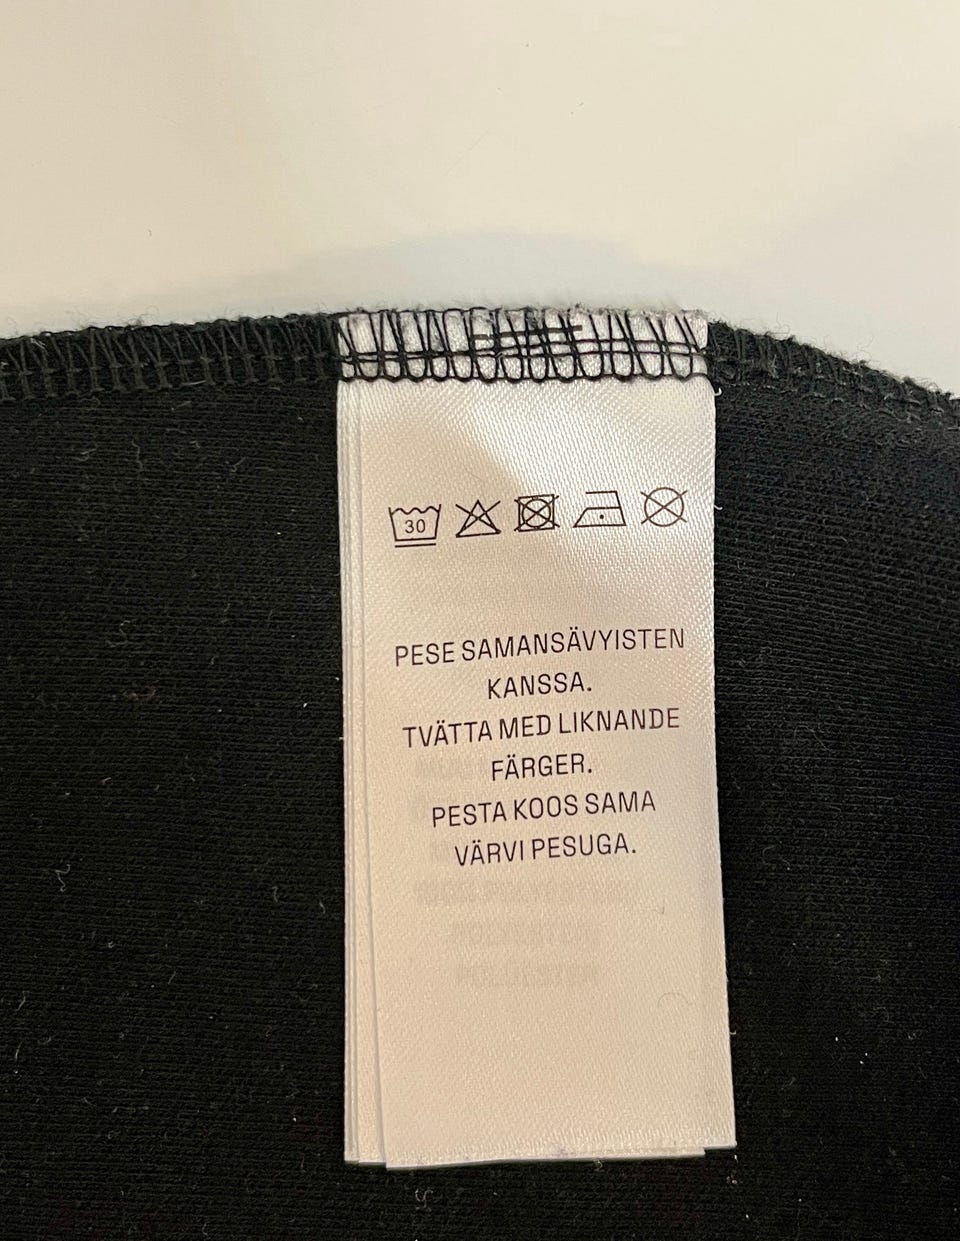 30
PESE SAMANSÄVYISTEN
KANSSA.
TVÄTTA MED LIKNANDE
FÄRGER.
PESTA KOOS SAMA
VÄRVI PESUGA.